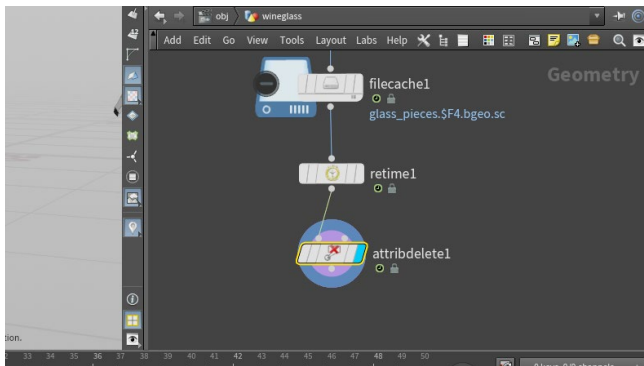 obj wineglass
Add Edit Go View Tools Layout Labs Help
Geometry
filecache1
glass_pieces.$F4.bgeo.sc
retime1
attribdelete1
tion.
33 34 35 36 37 38 39 40 41 42 43 44 45 46 47 48 49 50